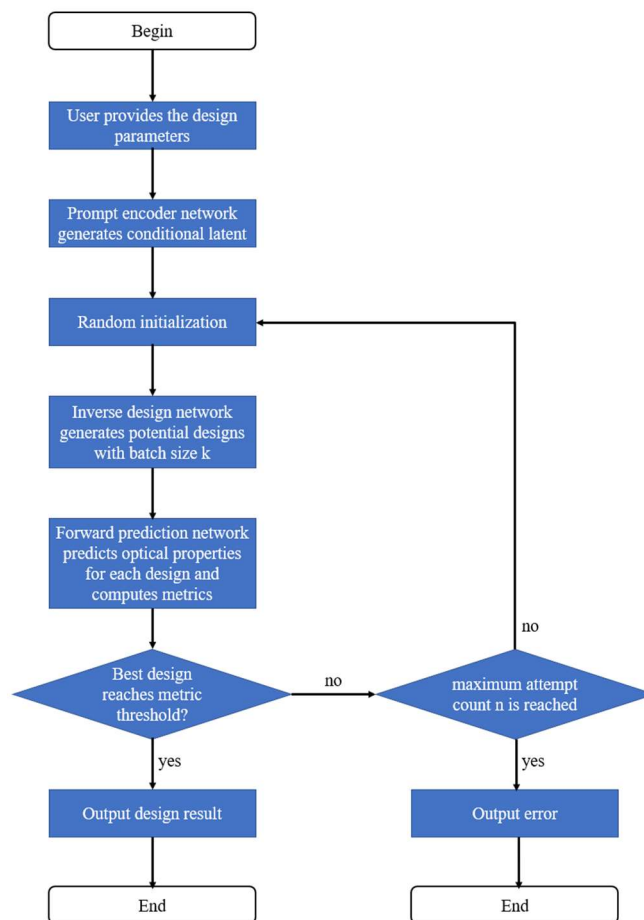 Begin
User provides the design
parameters
Prompt encoder network
generates conditional latent
Random initialization
Inverse design network
generates potential designs
with batch size k
Forward prediction network
predicts optical properties
for each design and
computes metrics
no
Best design
reaches metric
threshold?
no
maximum attempt
count n is reached
yes
yes
Output design result
Output error
End
End